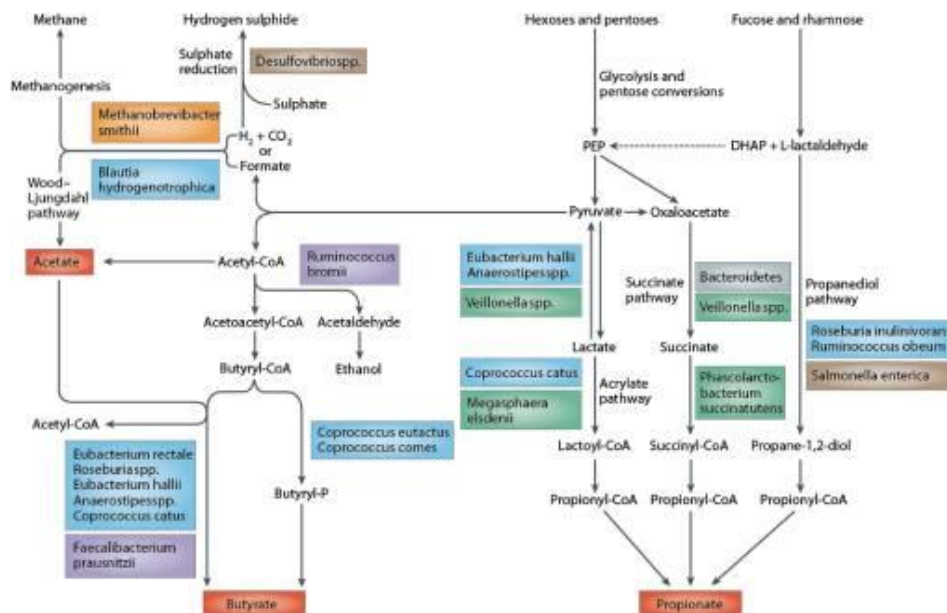 Methane
Hydrogen sulphide
Hexoses and pentoses
Fucose and rhamnose
Sulphate
reduction
Desulfovibriospp.
Methanogenesis
Sulphate
Glycolysis and
pentose conversions
Methanobrevibacter
smithii
H2 + CO2
or
Formate
PEP
DHAP + L-lactaldehyde
Blautia
hydrogenotrophica
Wood–
Ljungdahl
pathway
Pyruvate
Oxaloacetate
Acetate
Acetyl-CoA
Ruminococcus
bromii
Eubacterium hallii
Anaerostipesspp.
Veillonella spp.
Succinate
pathway
Bacteroidetes
Veillonella spp.
Propanediol
pathway
Acetoacetyl-CoA
Acetaldehyde
Roseburia inulinivoran
Ruminococcus obeum
Lactate
Succinate
Butyryl-CoA
Ethanol
Coprococcus catus
Megasphaera
elsdenii
Acrylate
pathway
Phascolarcto-
bacterium
succinatutens
Salmonella enterica
Acetyl-CoA
Coprococcus eutactus
Coprococcus comes
Lactoyl-CoA
Succinyl-CoA
Propane-1,2-diol
Eubacterium rectale
Roseburiaspp.
Eubacterium hallii
Anaerostipesspp.
Coprococcus catus
Butyryl-P
Propionyl-CoA
Propionyl-CoA
Propionyl-CoA
Faecalibacterium
prausnitzii
Butyrate
Propionate